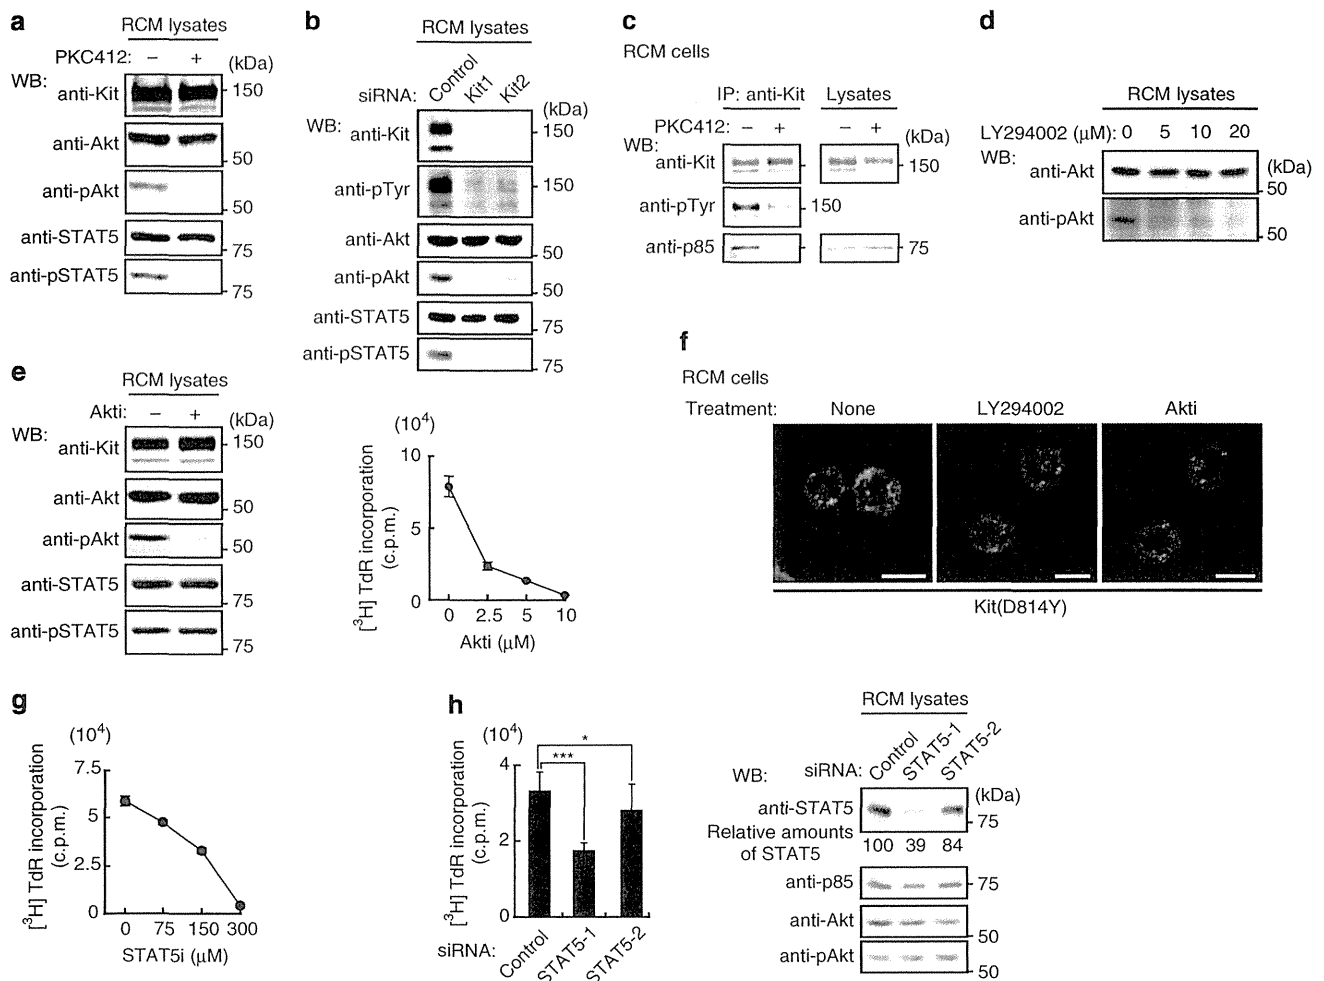 a
RCM lysates
PKC412: − +
(kDa)
WB:
anti-Kit
150
anti-Akt
50
anti-pAkt
50
anti-STAT5
75
anti-pSTAT5
75
b
RCM lysates
siRNA: Control Kit1 Kit2
(kDa)
WB:
anti-Kit
150
anti-pTyr
150
anti-Akt
50
anti-pAkt
50
anti-STAT5
75
anti-pSTAT5
75
c
RCM cells
IP: anti-Kit Lysates
PKC412: − + − +
(kDa)
WB:
anti-Kit
150
anti-pTyr
150
anti-p85
75
d
RCM lysates
LY294002 (μM): 0 5 10 20
WB:
(kDa)
anti-Akt
50
anti-pAkt
50
e
RCM lysates
Akti: − +
(kDa)
WB:
anti-Kit
150
anti-Akt
50
anti-pAkt
50
anti-STAT5
75
anti-pSTAT5
75
(10⁴)
[³H] TdR incorporation
(c.p.m.)
10
5
0
0 2.5 5 10
Akti (μM)
f
RCM cells
Treatment: None LY294002 Akti
Kit(D814Y)
g
(10⁴)
[³H] TdR incorporation
(c.p.m.)
7.5
5
2.5
0
0 75 150 300
STAT5i (μM)
h
(10⁴)
[³H] TdR incorporation
(c.p.m.)
4
2
0
*
***
siRNA: Control STAT5-1 STAT5-2
RCM lysates
WB: siRNA: Control STAT5-1 STAT5-2
(kDa)
anti-STAT5
75
Relative amounts
of STAT5
100 39 84
anti-p85
75
anti-Akt
50
anti-pAkt
50